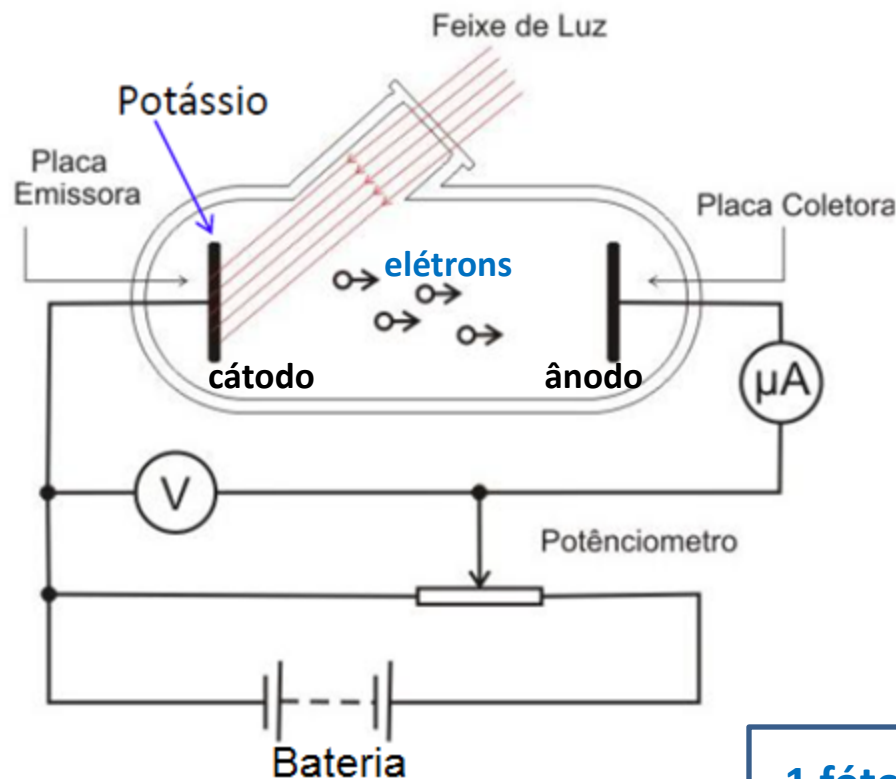 Feixe de Luz
Potássio
Placa
Emissora
Placa Coletora
elétrons
cátodo
ânodo
µA
V
Potênciometro
Bateria